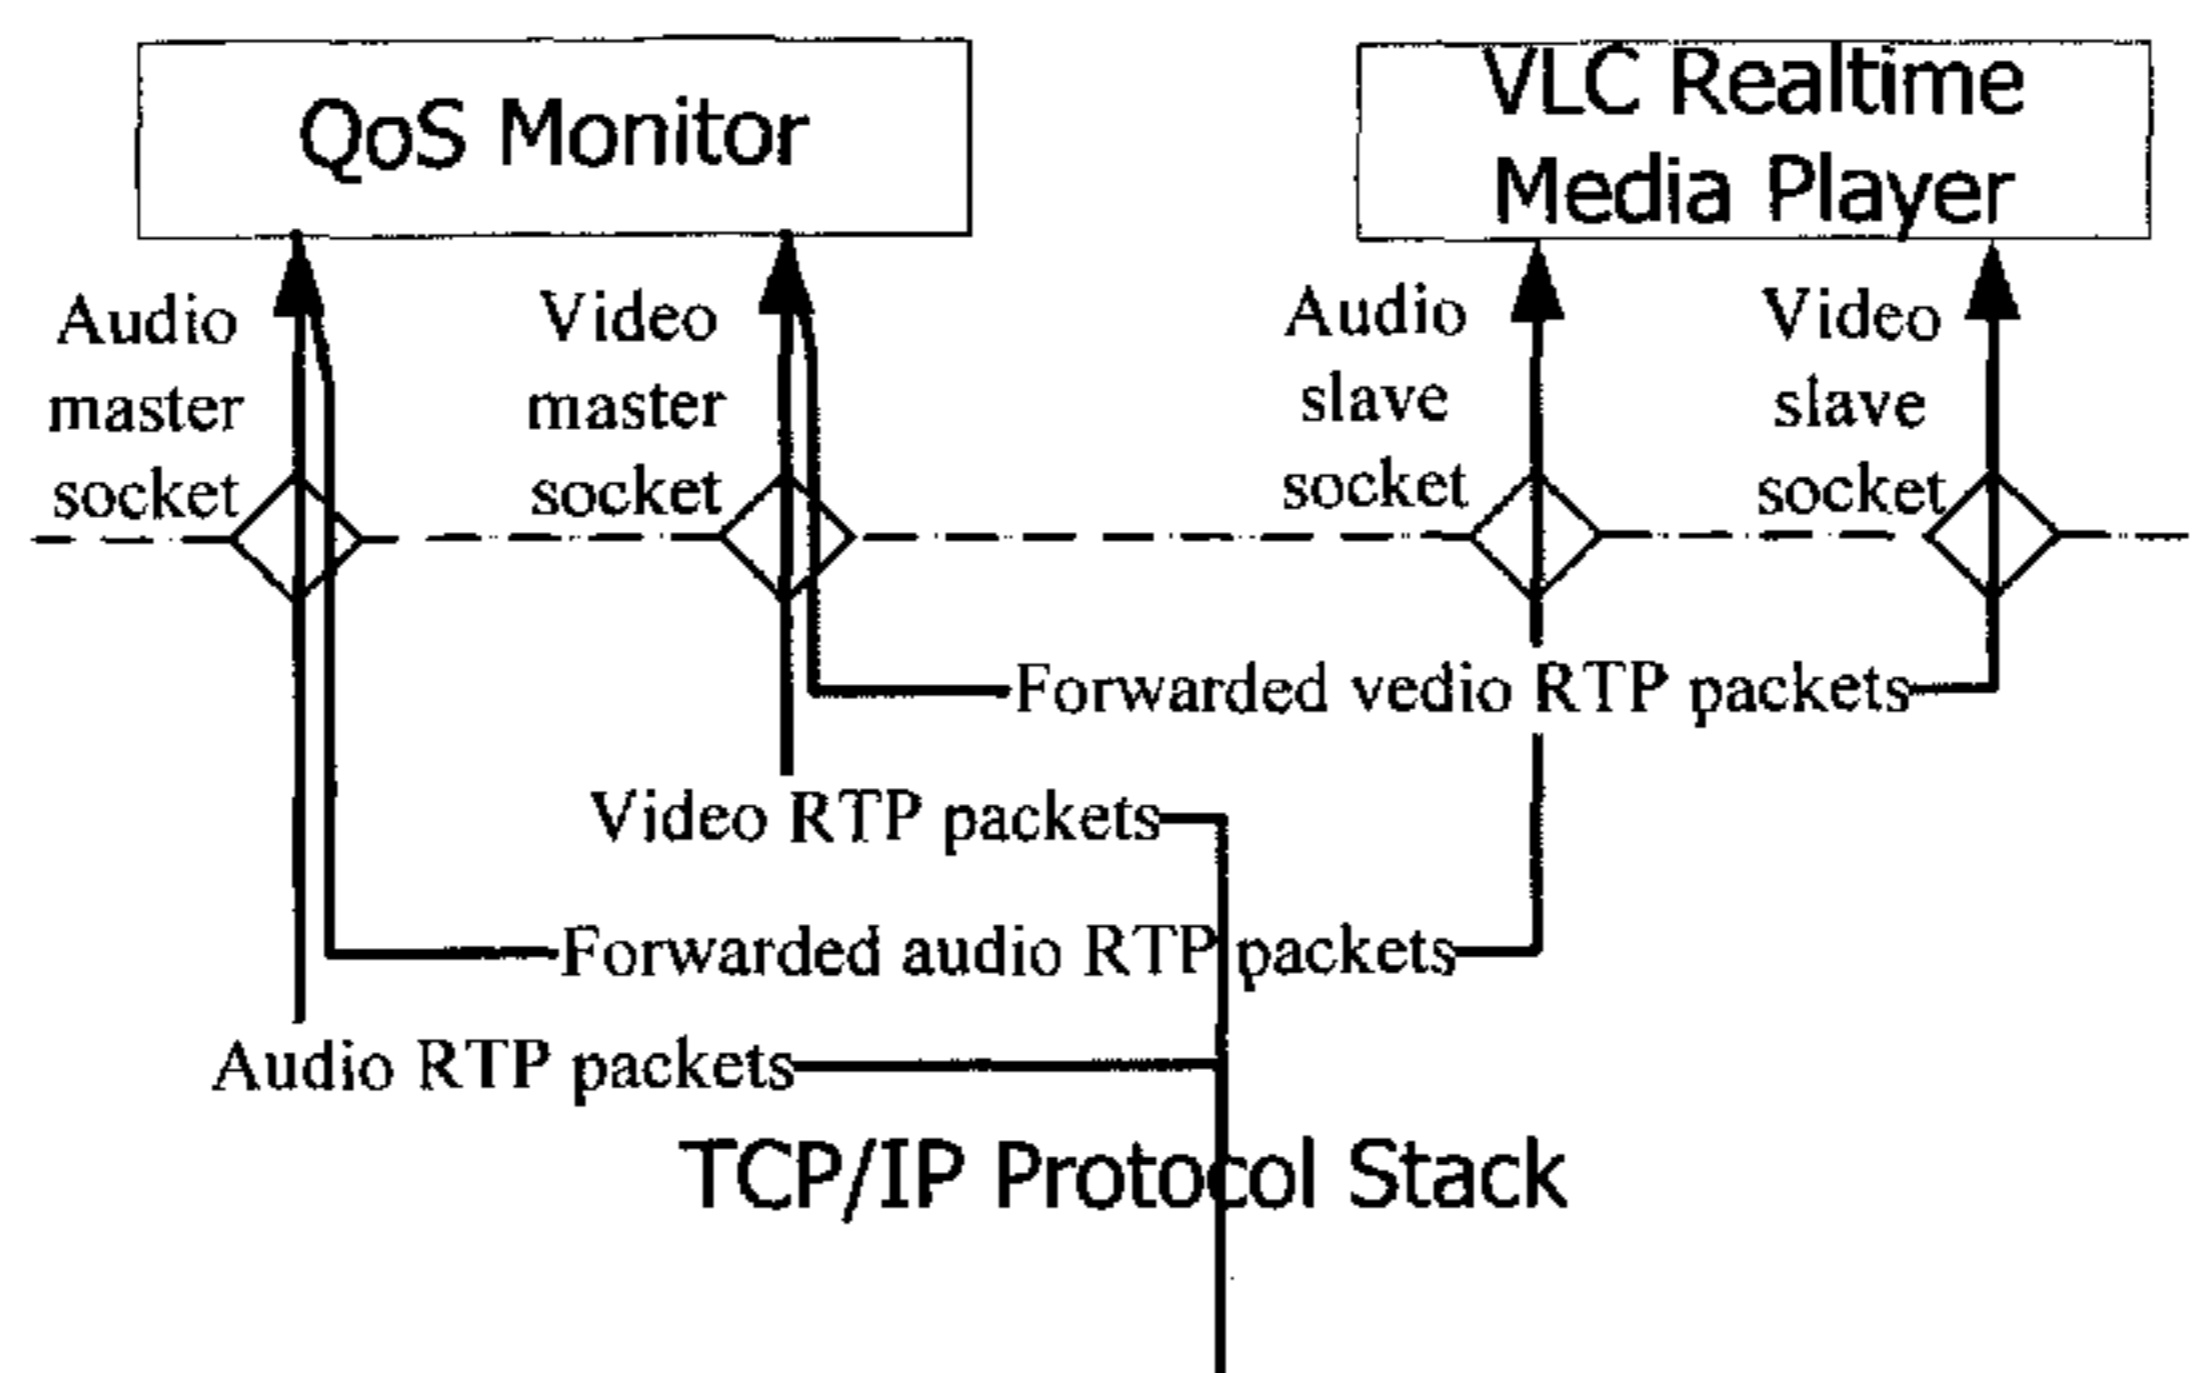 QoS Monitor
VLC Realtime
Media Player
Audio
master
socket
Video
master
socket
Audio
slave
socket
Video
slave
socket
Forwarded vedio RTP packets
Video RTP packets
Forwarded audio RTP packets
Audio RTP packets
TCP/IP Protocol Stack